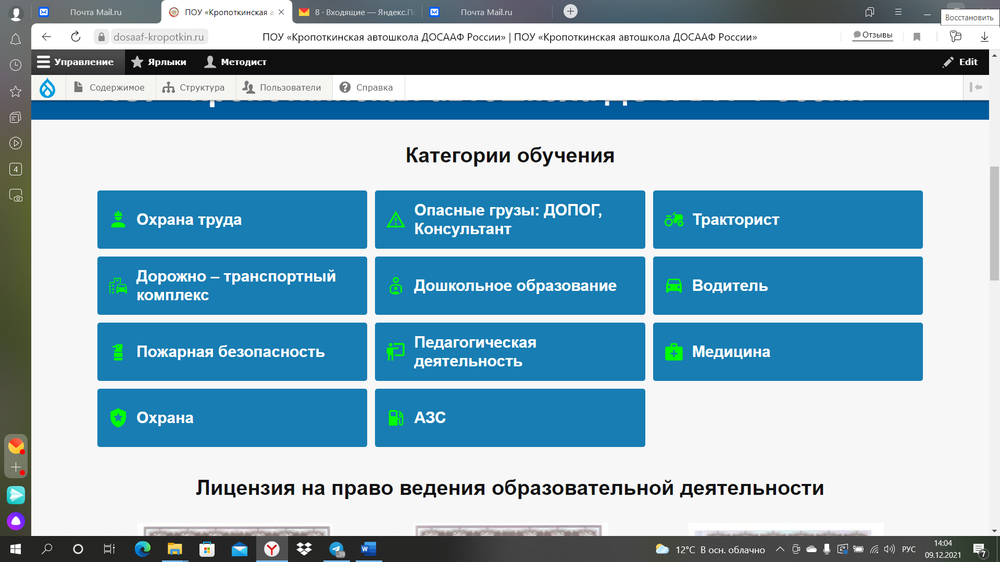 Почта Mail.ru
ПОУ «Кропоткинская а
8 · Входящие — Яндекс.По
Почта Mail.ru
Восстановить
dosaaf-kropotkin.ru
ПОУ «Кропоткинская автошкола ДОСААФ России» | ПОУ «Кропоткинская автошкола ДОСААФ России»
Отзывы
Управление
Ярлыки
Методист
Edit
Содержимое
Структура
Пользователи
Справка
Категории обучения
Охрана труда
Опасные грузы: ДОПОГ,
Консультант
Тракторист
Дорожно – транспортный
комплекс
Дошкольное образование
Водитель
Пожарная безопасность
Педагогическая
деятельность
Медицина
Охрана
АЗС
Лицензия на право ведения образовательной деятельности
4
39
12°C В осн. облачно
РУС
14:04
09.12.2021
7